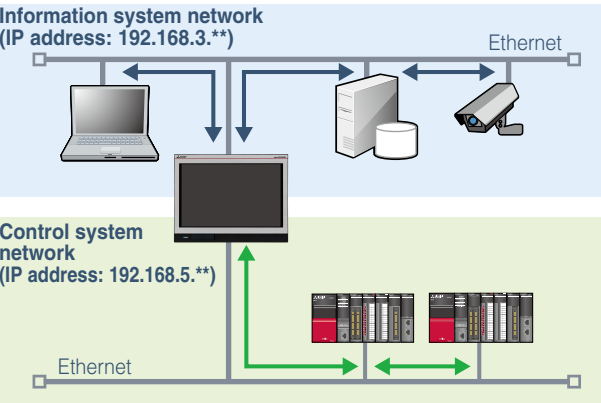 Information system network
(IP address: 192.168.3.**)
Ethernet
Control system
network
(IP address: 192.168.5.**)
Ethernet